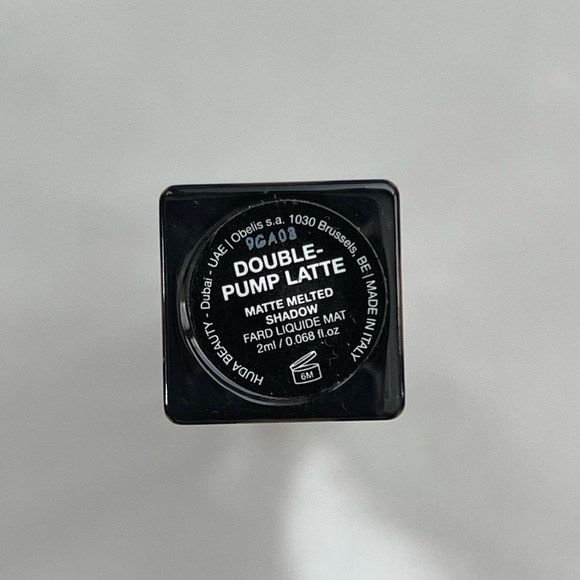 HUDA BEAUTY - Dubai - UAE | Obelis s.a. 1030 Brussels, BE | MADE IN ITALY
9GA03
DOUBLE-
PUMP LATTE
MATTE MELTED
SHADOW
FARD LIQUIDE MAT
2ml / 0.068 fl.oz
6M